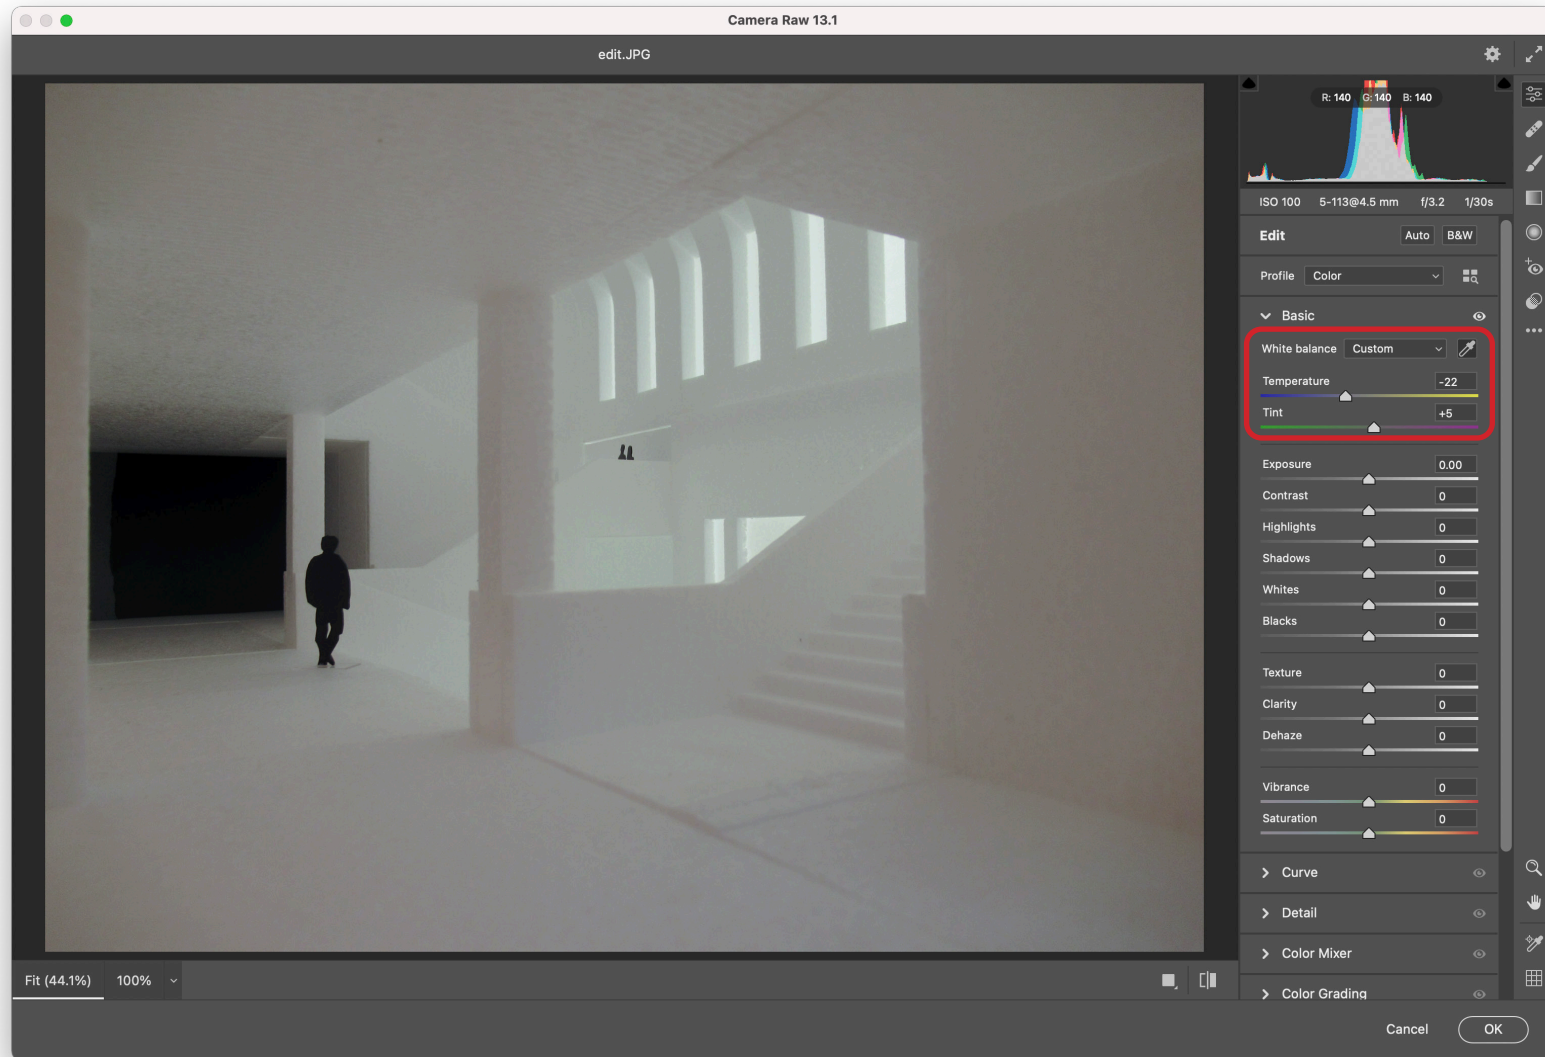 Camera Raw 13.1
edit.JPG
R: 140 G: 140 B: 140
ISO 100 5-113@4.5 mm f/3.2 1/30s
Edit Auto B&W
Profile Color
Basic
White balance Custom
Temperature -22
Tint +5
Exposure 0.00
Contrast 0
Highlights 0
Shadows 0
Whites 0
Blacks 0
Texture 0
Clarity 0
Dehaze 0
Vibrance 0
Saturation 0
Curve
Detail
Color Mixer
Color Grading
Fit (44.1%) 100%
Cancel OK